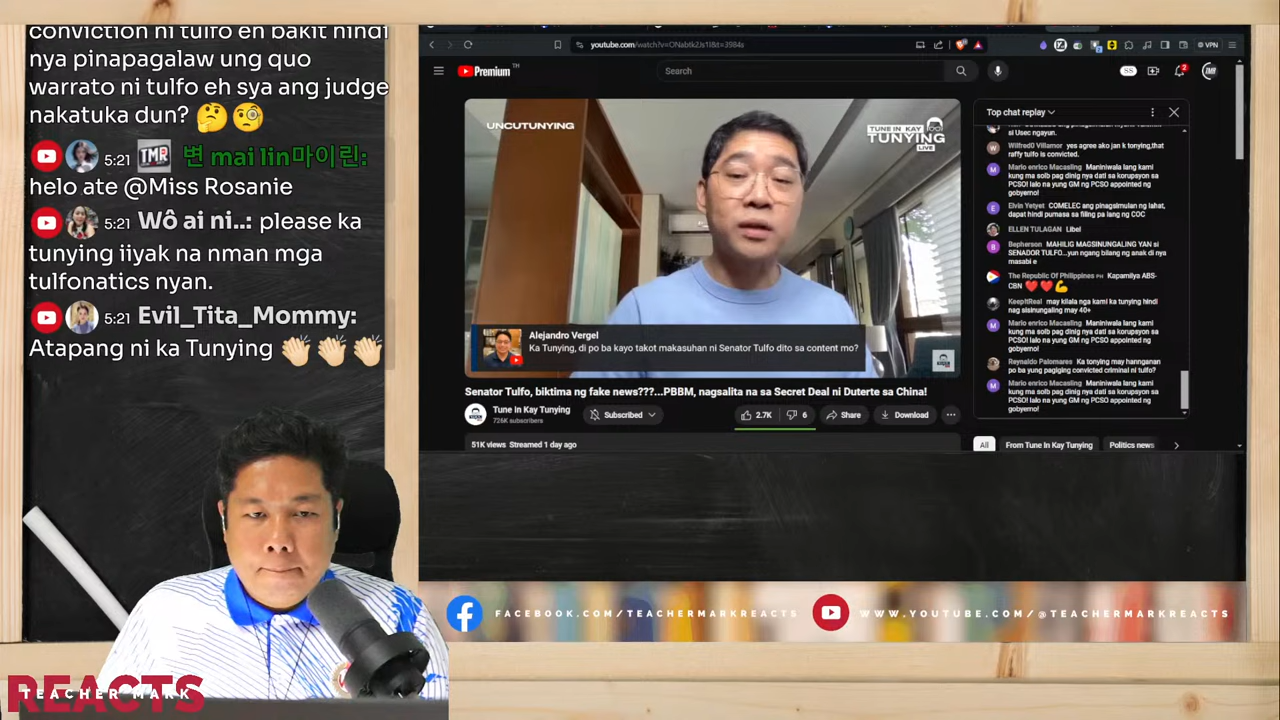 conviction ni tulfo eh bakit hindi
nya pinapagalaw ung quo
warrato ni tulfo eh sya ang judge
nakatuka dun? 🤔🧐
5:21 TMR 변 mai lin마이린:
helo ate @Miss Rosanie
5:21 Wô ai ni..: please ka
tunying iiyak na nman mga
tulfonatics nyan.
5:21 Evil_Tita_Mommy:
Atapang ni ka Tunying 👏🏻👏🏻👏🏻
youtube.com/watch?v=ONabtk2Js1I&t=3984s
VPN
Premium TH
Search
SS
2
UNCUTUNYING
TUNE IN KAY
TUNYING
LIVE
Alejandro Vergel
Ka Tunying, di po ba kayo takot makasuhan ni Senator Tulfo dito sa content mo?
Senator Tulfo, biktima ng fake news???...PBBM, nagsalita na sa Secret Deal ni Duterte sa China!
Tune In Kay Tunying
726K subscribers
Subscribed
2.7K
6
Share
Download
51K views Streamed 1 day ago
Top chat replay
ni Usec ngayun.
Wilfred0 Villamor yes agree ako jan k tonying,that
raffy tulfo is convicted.
Mario enrico Macasling Maniniwala lang kami
kung ma solb pag dinig nya dati sa korupsyon sa
PCSO! lalo na yung GM ng PCSO appointed ng
gobyerno!
Elvin Yetyet COMELEC ang pinagsimulan ng lahat,
dapat hindi pumasa sa filing pa lang ng COC
ELLEN TULAGAN Libel
Bepherson MAHILIG MAGSINUNGALING YAN si
SENADOR TULFO...yun ngang bilang ng anak di nya
masabi e
The Republic Of Philippines PH Kapamilya ABS-
CBN ❤️❤️💪
KeepItReal may kilala nga kami ka tunying hindi
nag sisinungaling may 40+
Mario enrico Macasling Maniniwala lang kami
kung ma solb pag dinig nya dati sa korupsyon sa
PCSO! lalo na yung GM ng PCSO appointed ng
gobyerno!
Reynaldo Palomares Ka tonying may hannganan
po ba yung pagiging convicted criminal ni tulfo?
Mario enrico Macasling Maniniwala lang kami
kung ma solb pag dinig nya dati sa korupsyon sa
PCSO! lalo na yung GM ng PCSO appointed ng
gobyerno!
All From Tune In Kay Tunying Politics news
FACEBOOK.COM/TEACHERMARKREACTS
WWW.YOUTUBE.COM/@TEACHERMARKREACTS
TEACHER MARK
REACTS